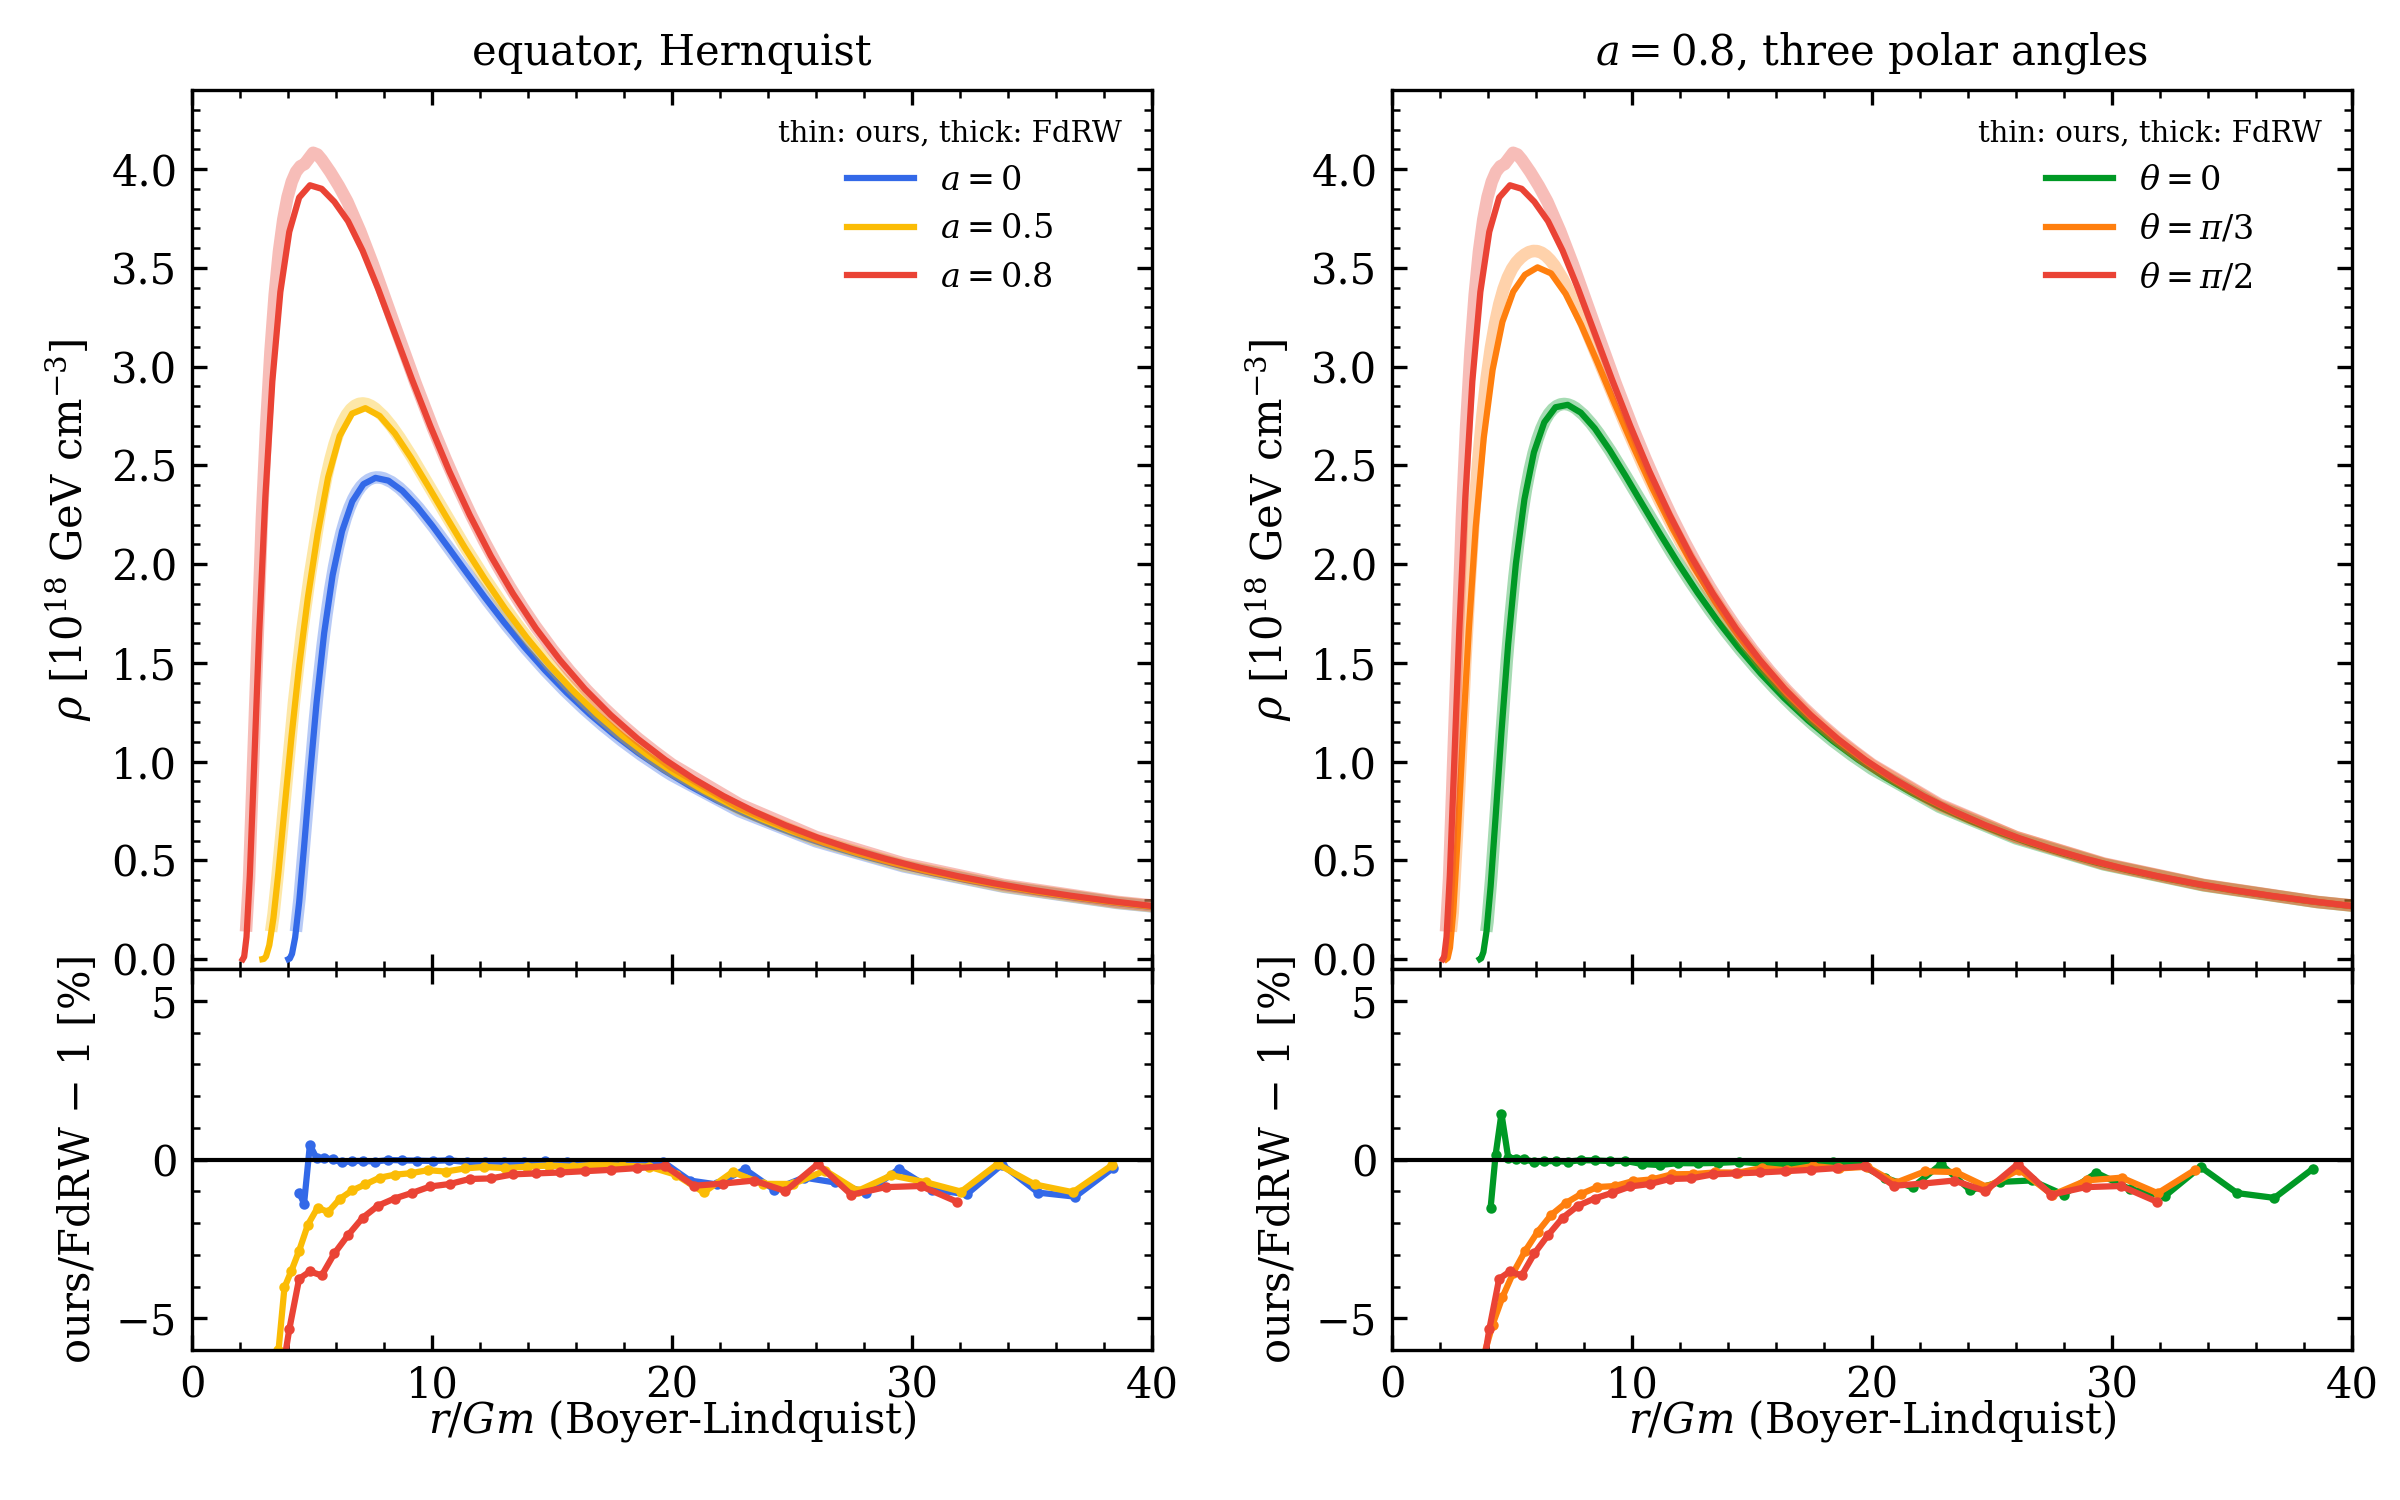 equator, Hernquist
thin: ours, thick: FdRW
a = 0
a = 0.5
a = 0.8
ρ [10^18 GeV cm^−3]
4.0
3.5
3.0
2.5
2.0
1.5
1.0
0.5
0.0
ours/FdRW − 1 [%]
5
0
−5
0
10
20
30
40
r/Gm (Boyer-Lindquist)
a = 0.8, three polar angles
thin: ours, thick: FdRW
θ = 0
θ = π/3
θ = π/2
ρ [10^18 GeV cm^−3]
4.0
3.5
3.0
2.5
2.0
1.5
1.0
0.5
0.0
ours/FdRW − 1 [%]
5
0
−5
0
10
20
30
40
r/Gm (Boyer-Lindquist)